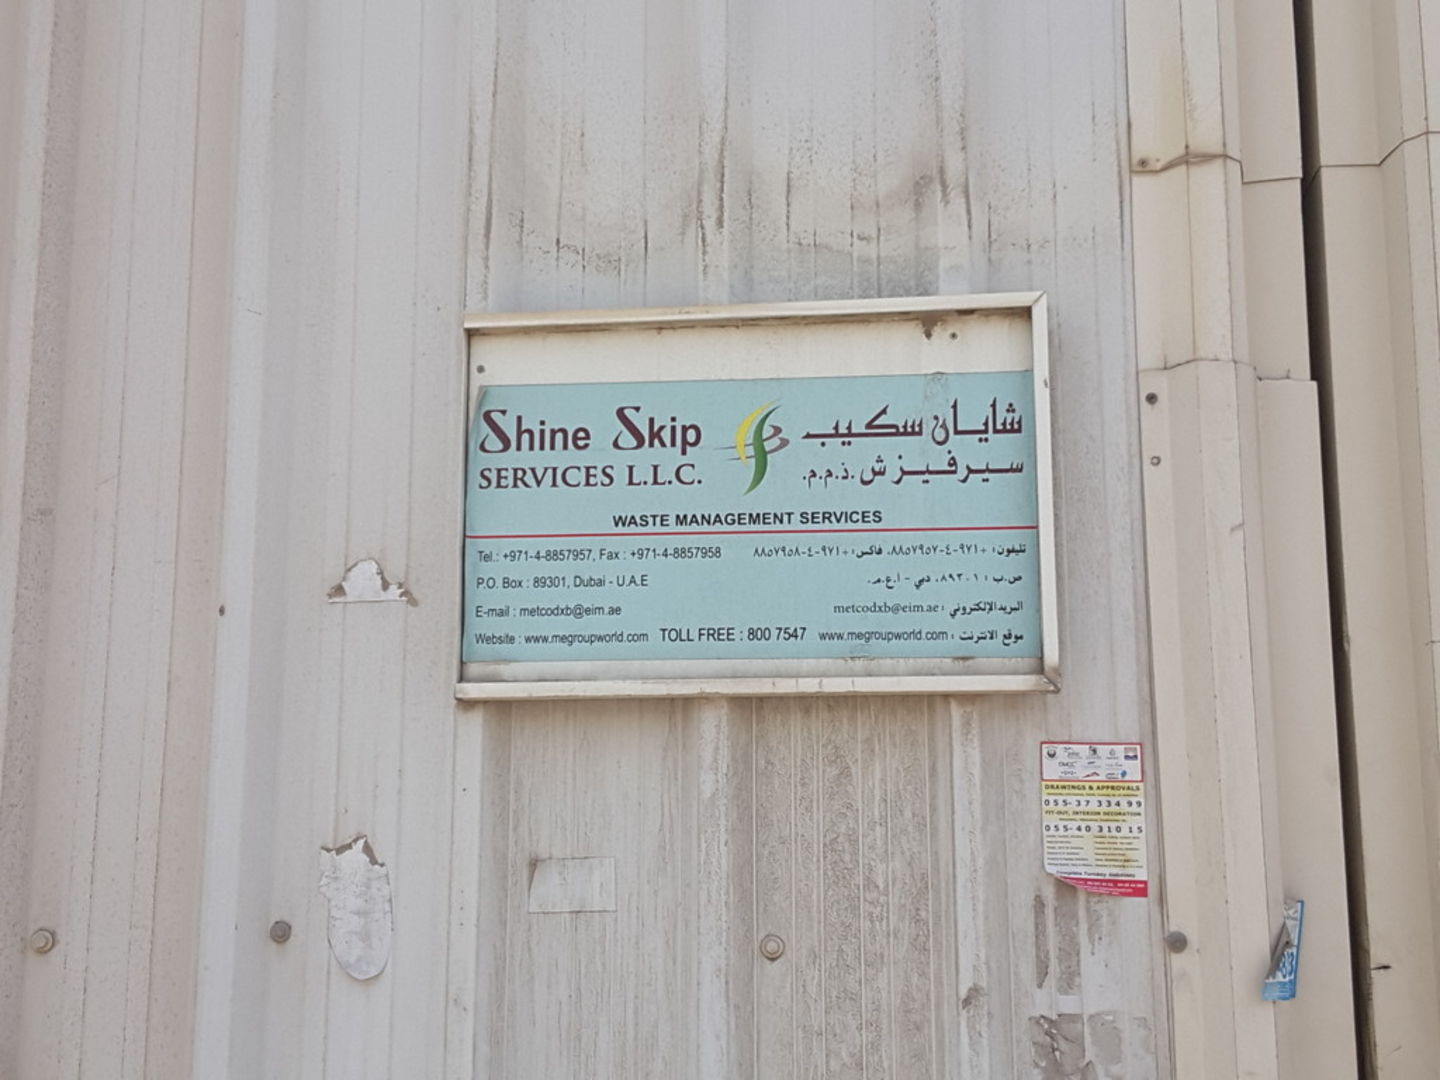 Shine Skip
SERVICES L.L.C.
شايان سكيب
سيرفيز ش.ذ.م.م.
WASTE MANAGEMENT SERVICES
Tel.: +971-4-8857957, Fax : +971-4-8857958
تليفون: +٩٧١-٤-٨٨٥٧٩٥٧، فاكس: +٩٧١-٤-٨٨٥٧٩٥٨
P.O. Box : 89301, Dubai - U.A.E
ص.ب : ٨٩٣٠١، دبي - ا.ع.م.
E-mail : metcodxb@eim.ae
البريد الإلكتروني : metcodxb@eim.ae
Website : www.megroupworld.com TOLL FREE : 800 7547
موقع الانترنت : www.megroupworld.com
DMCC
DRAWINGS & APPROVALS
055-37 334 99
FIT-OUT, INTERIOR DECORATION
055-40 310 15